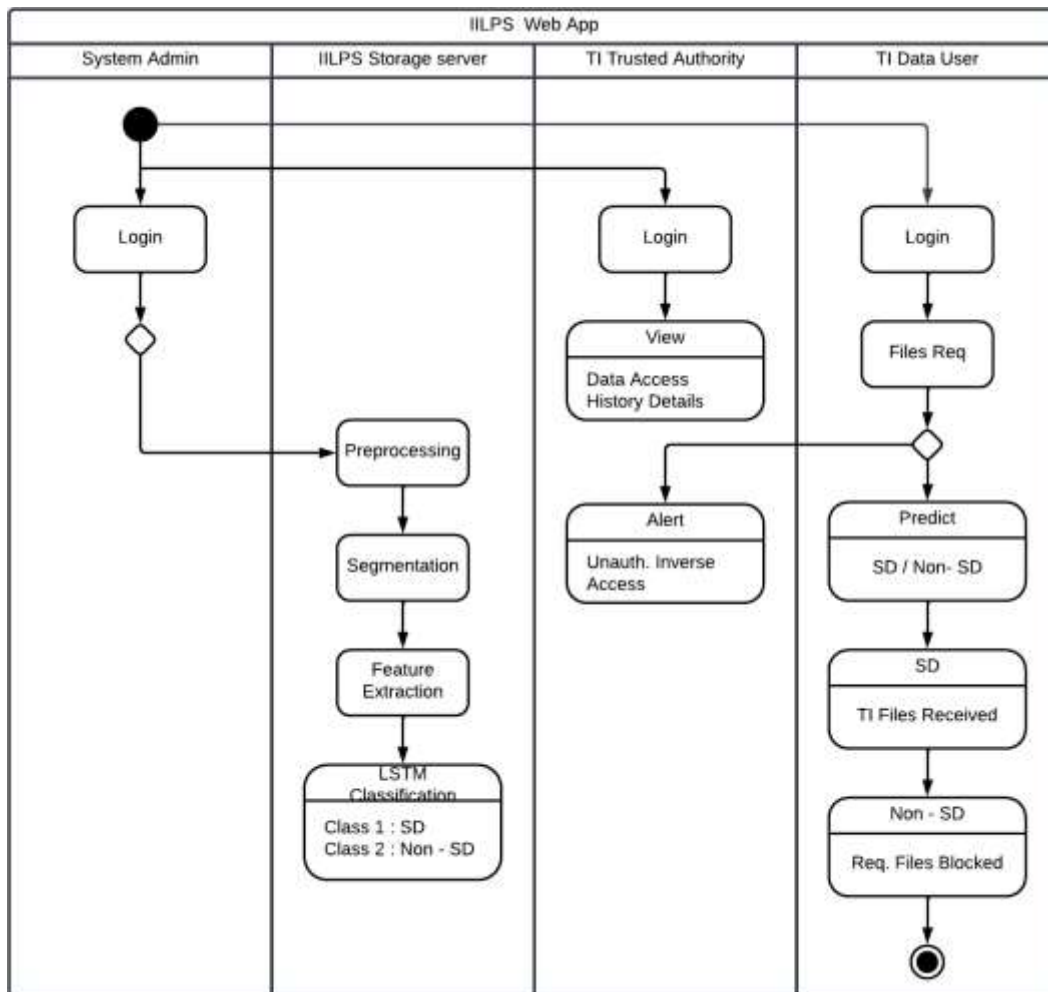 IILPS Web App
System Admin
IILPS Storage server
TI Trusted Authority
TI Data User
Login
Login
Login
View
Data Access
History Details
Files Req
Preprocessing
Segmentation
Feature
Extraction
LSTM
Classification
Class 1 : SD
Class 2 : Non - SD
Alert
Unauth. Inverse
Access
Predict
SD / Non- SD
SD
TI Files Received
Non - SD
Req. Files Blocked